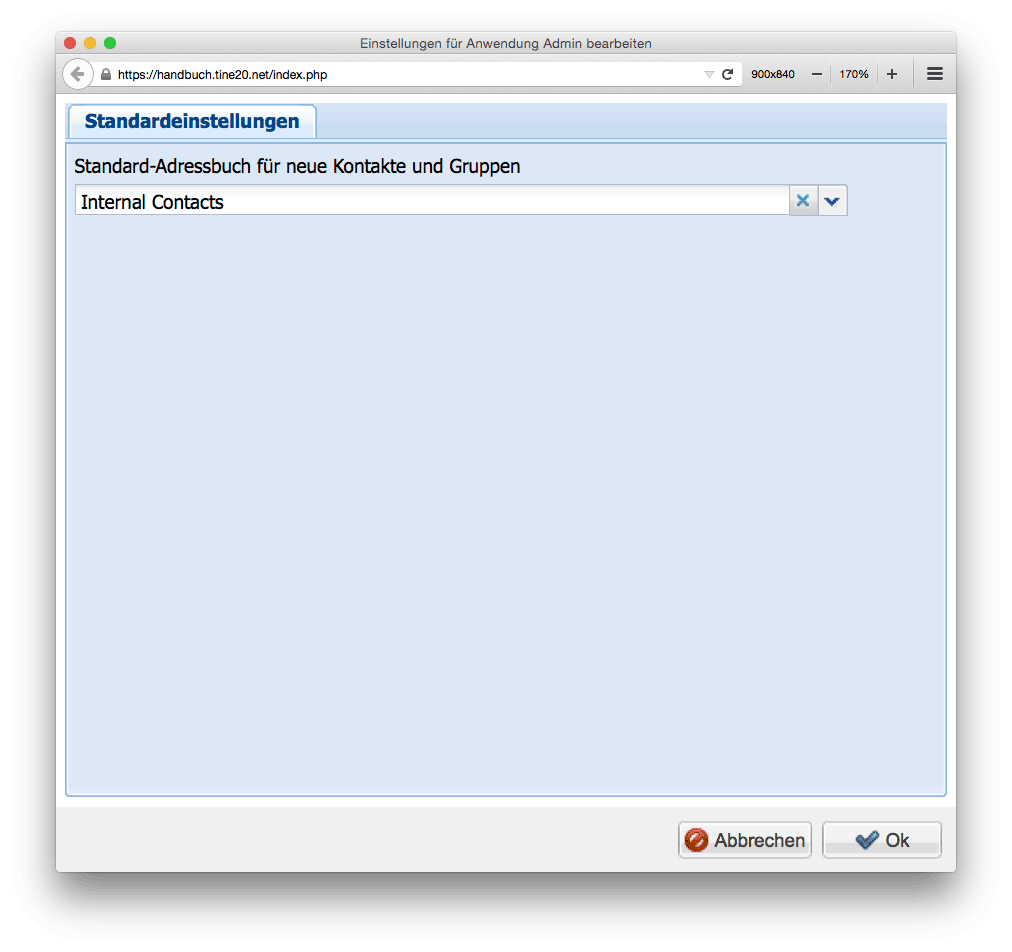 Einstellungen für Anwendung Admin bearbeiten
https://handbuch.tine20.net/index.php 900x840 170%
Standardeinstellungen
Standard-Adressbuch für neue Kontakte und Gruppen
Internal Contacts
Abbrechen Ok